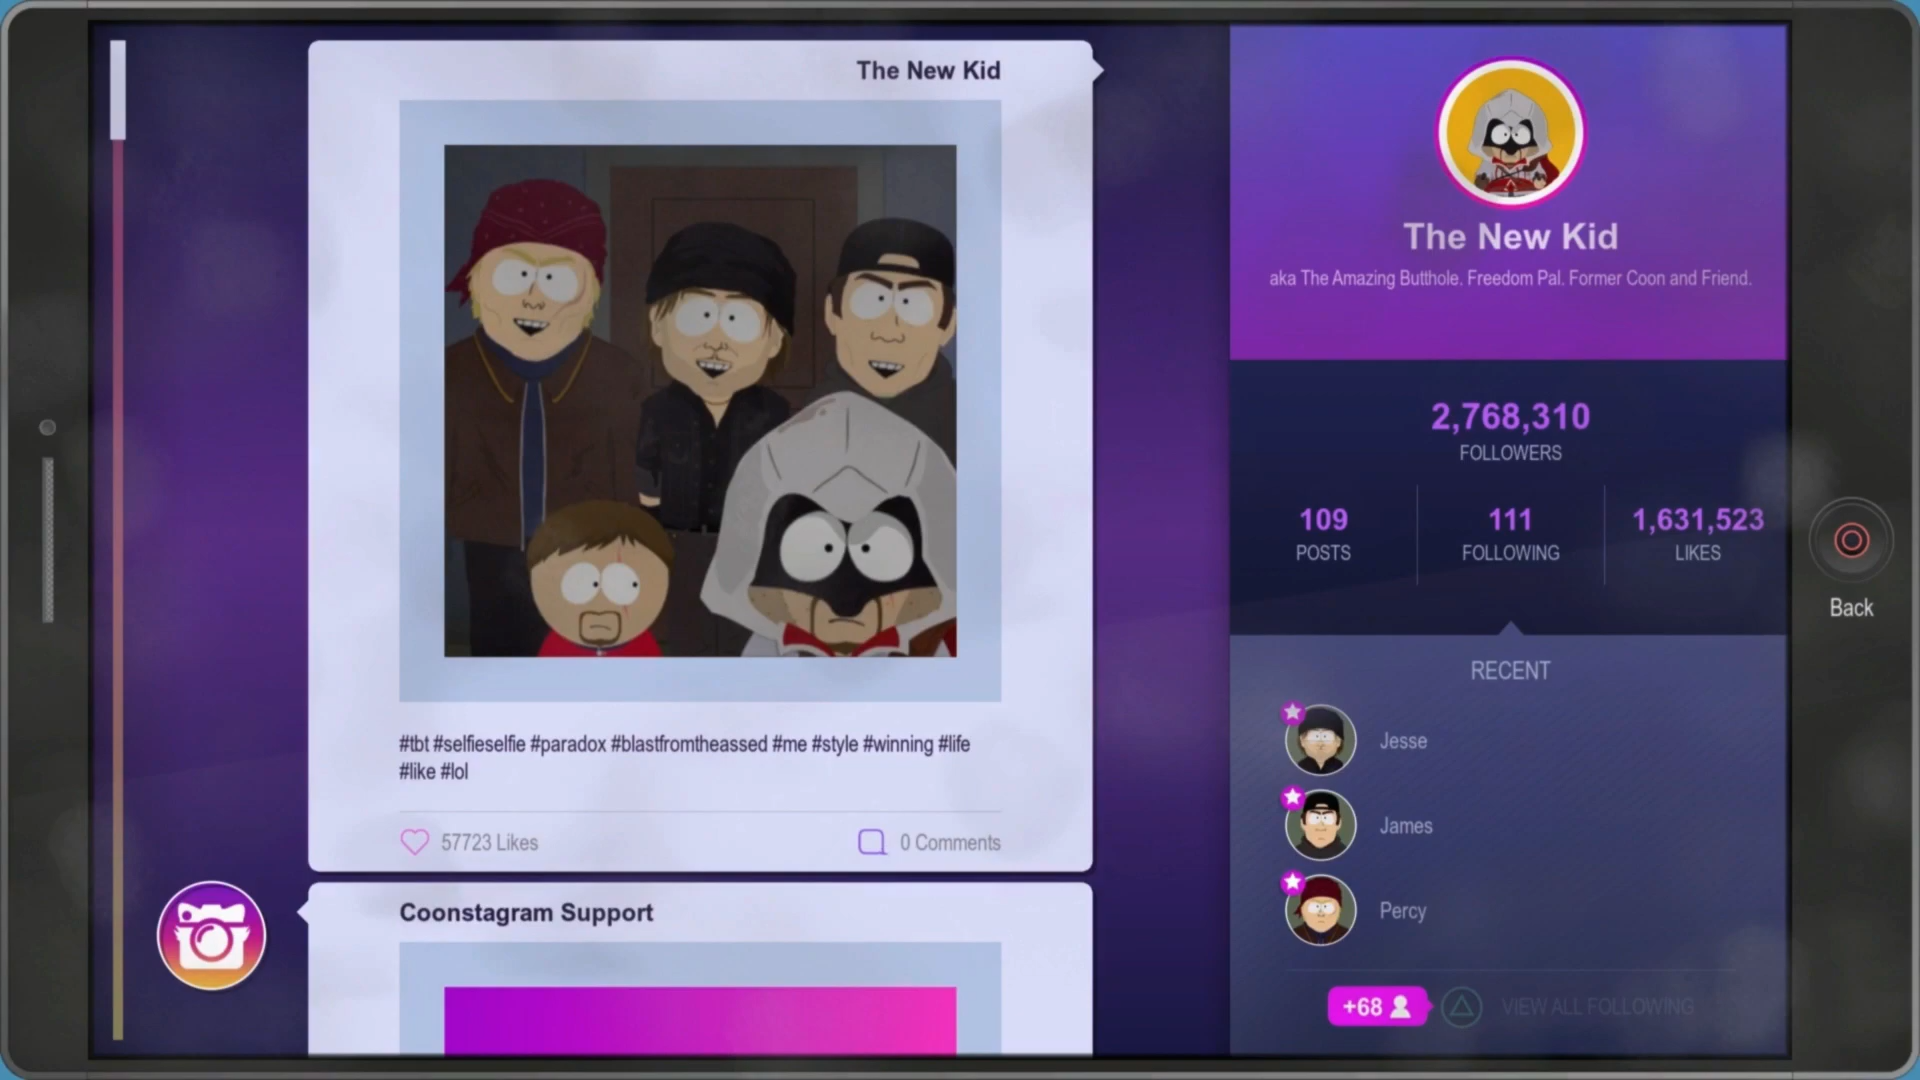 The New Kid
#tbt #selfieselfie #paradox #blastfromtheassed #me #style #winning #life
#like #lol
57723 Likes
0 Comments
Coonstagram Support
The New Kid
aka The Amazing Butthole. Freedom Pal. Former Coon and Friend.
2,768,310
FOLLOWERS
109
POSTS
111
FOLLOWING
1,631,523
LIKES
RECENT
Jesse
James
Percy
+68
VIEW ALL FOLLOWING
Back